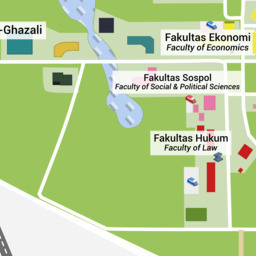 -Ghazali
Fakultas Ekonomi
Faculty of Economics
Fakultas Sospol
Faculty of Social & Political Sciences
Fakultas Hukum
Faculty of Law